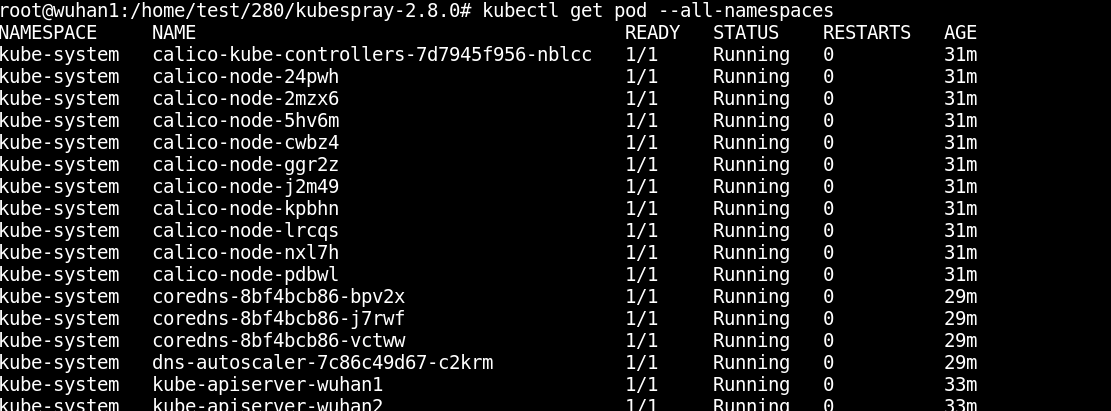 root@wuhan1:/home/test/280/kubespray-2.8.0# kubectl get pod --all-namespaces
NAMESPACE NAME READY STATUS RESTARTS AGE
kube-system calico-kube-controllers-7d7945f956-nblcc 1/1 Running 0 31m
kube-system calico-node-24pwh 1/1 Running 0 31m
kube-system calico-node-2mzx6 1/1 Running 0 31m
kube-system calico-node-5hv6m 1/1 Running 0 31m
kube-system calico-node-cwbz4 1/1 Running 0 31m
kube-system calico-node-ggr2z 1/1 Running 0 31m
kube-system calico-node-j2m49 1/1 Running 0 31m
kube-system calico-node-kpbhn 1/1 Running 0 31m
kube-system calico-node-lrcqs 1/1 Running 0 31m
kube-system calico-node-nxl7h 1/1 Running 0 31m
kube-system calico-node-pdbwl 1/1 Running 0 31m
kube-system coredns-8bf4bcb86-bpv2x 1/1 Running 0 29m
kube-system coredns-8bf4bcb86-j7rwf 1/1 Running 0 29m
kube-system coredns-8bf4bcb86-vctww 1/1 Running 0 29m
kube-system dns-autoscaler-7c86c49d67-c2krm 1/1 Running 0 29m
kube-system kube-apiserver-wuhan1 1/1 Running 0 33m
kube-system kube-apiserver-wuhan2 1/1 Running 0 33m